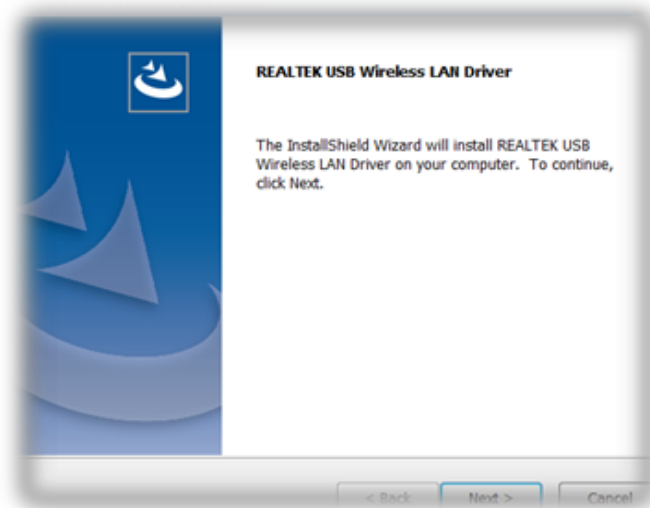 REALTEK USB Wireless LAN Driver
The InstallShield Wizard will install REALTEK USB
Wireless LAN Driver on your computer. To continue,
click Next.
< Back Next > Cancel